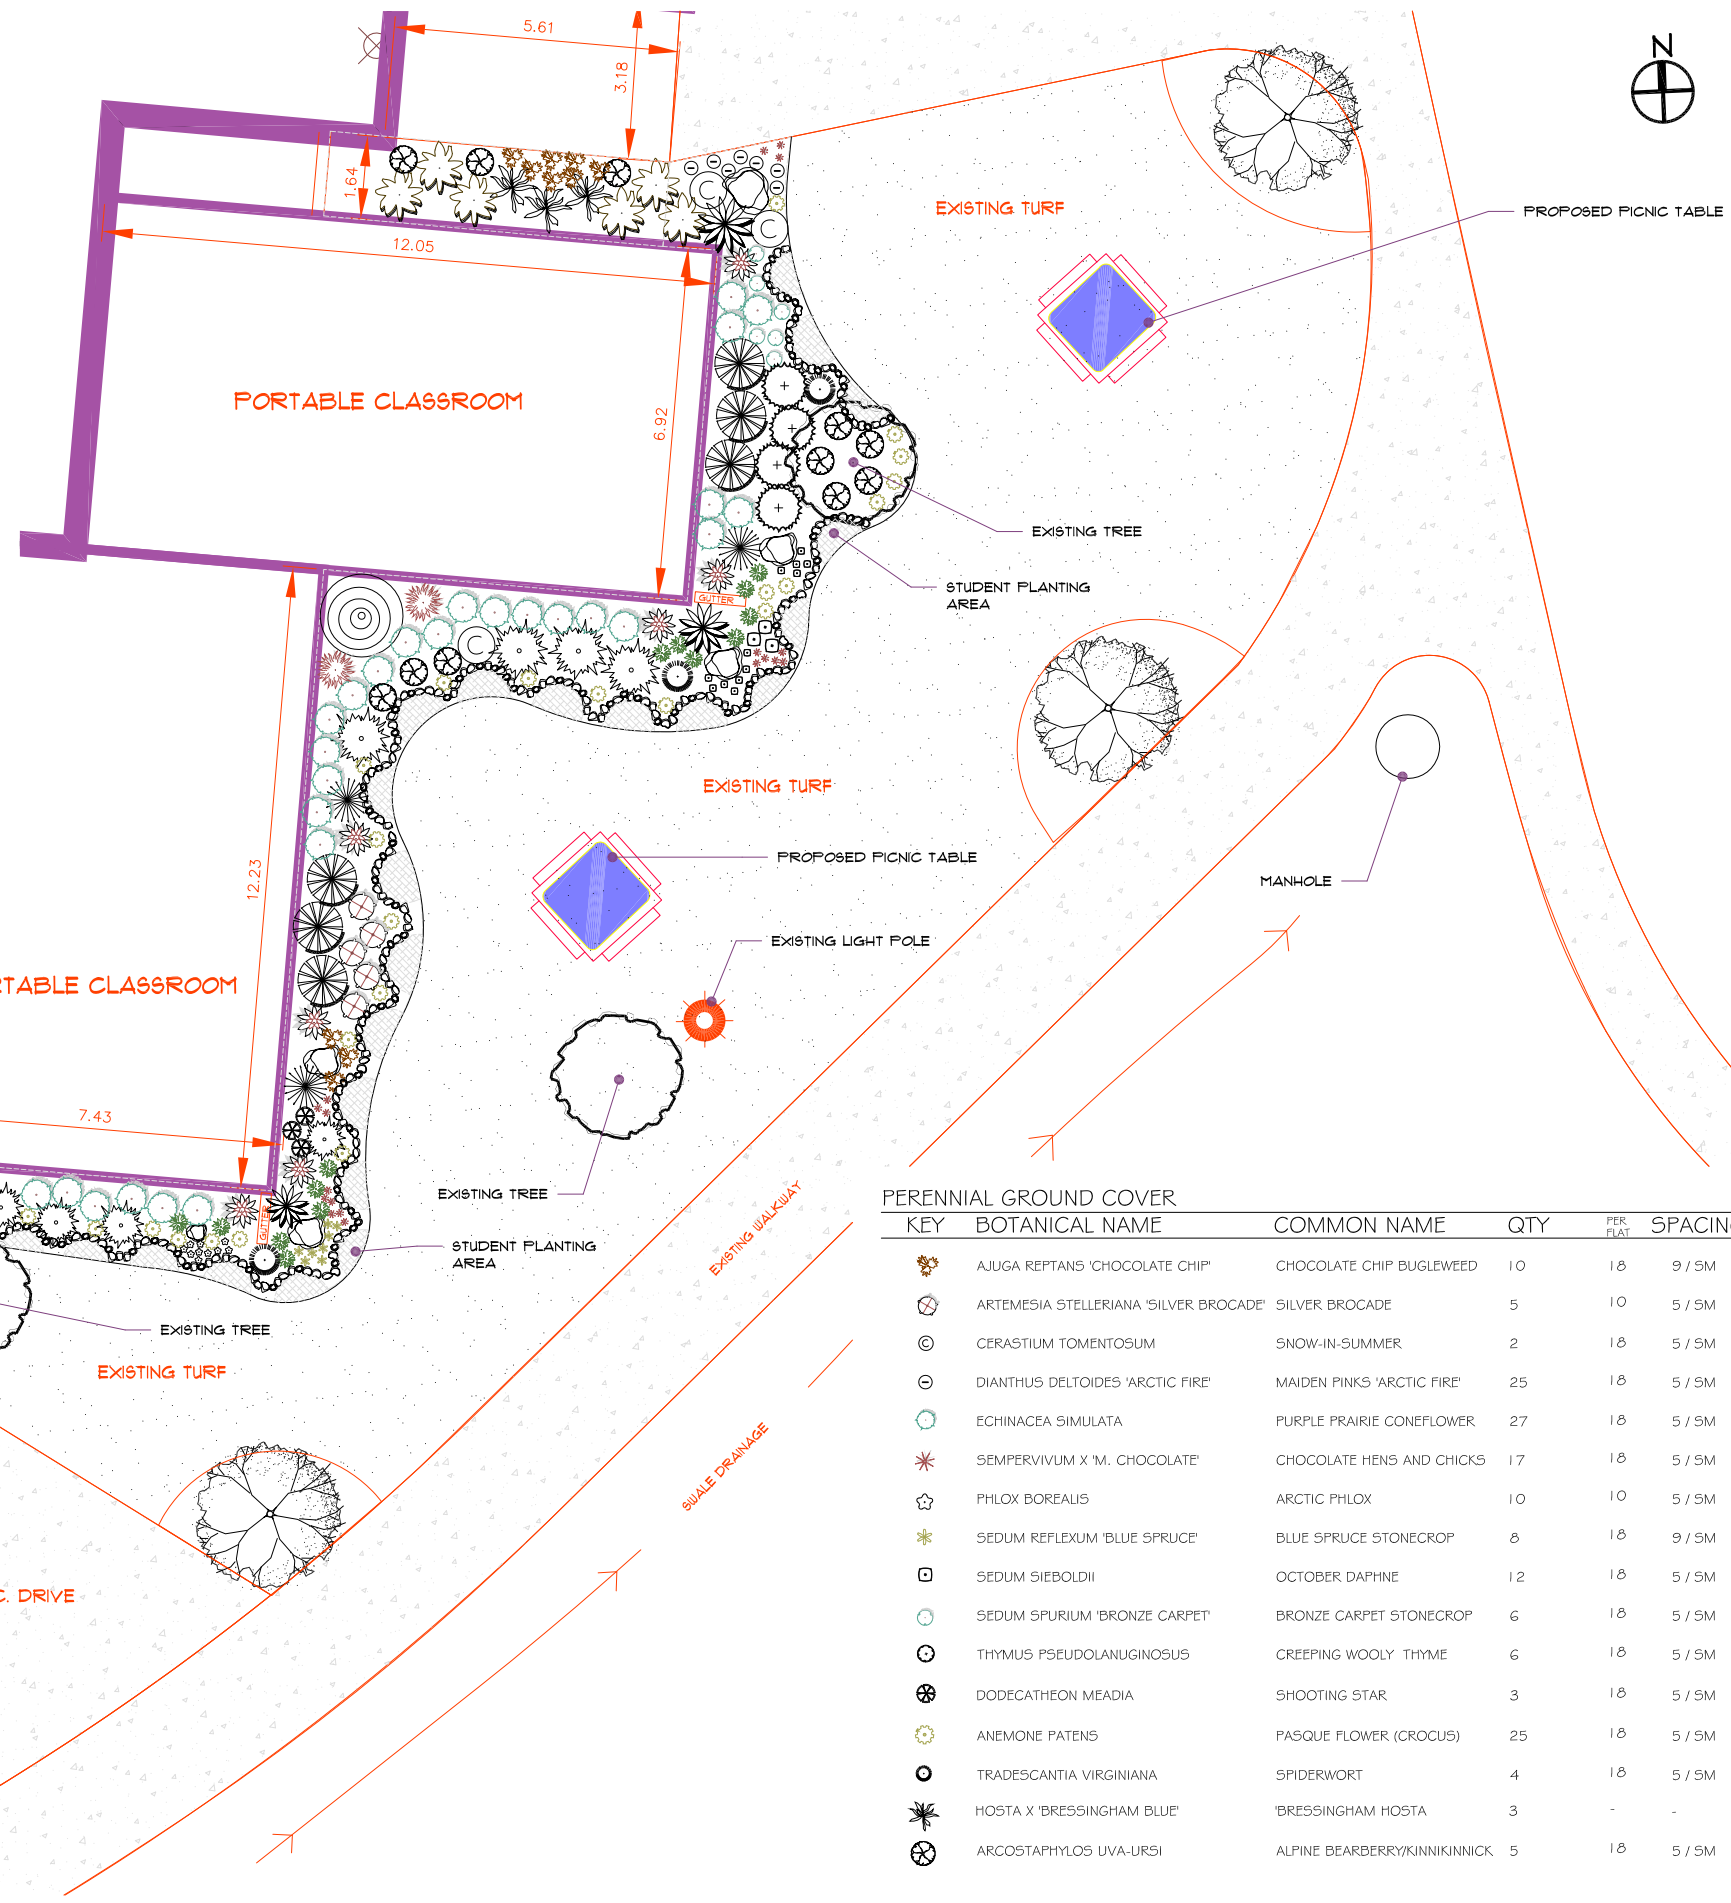 5.61
3.18
N
1.64
EXISTING TURF
PROPOSED PICNIC TABLE
12.05
PORTABLE CLASSROOM
6.92
EXISTING TREE
STUDENT PLANTING
AREA
GUTTER
EXISTING TURF
PROPOSED PICNIC TABLE
12.23
MANHOLE
EXISTING LIGHT POLE
RTABLE CLASSROOM
7.43
EXISTING TREE
GUTTER
STUDENT PLANTING
AREA
EXISTING WALKWAY
EXISTING TREE
EXISTING TURF
SWALE DRAINAGE
C. DRIVE
PERENNIAL GROUND COVER
KEY BOTANICAL NAME COMMON NAME QTY PER FLAT SPACING
AJUGA REPTANS 'CHOCOLATE CHIP' CHOCOLATE CHIP BUGLEWEED 10 18 9 / SM
ARTEMESIA STELLERIANA 'SILVER BROCADE' SILVER BROCADE 5 10 5 / SM
CERASTIUM TOMENTOSUM SNOW-IN-SUMMER 2 18 5 / SM
DIANTHUS DELTOIDES 'ARCTIC FIRE' MAIDEN PINKS 'ARCTIC FIRE' 25 18 5 / SM
ECHINACEA SIMULATA PURPLE PRAIRIE CONEFLOWER 27 18 5 / SM
SEMPERVIVUM X 'M. CHOCOLATE' CHOCOLATE HENS AND CHICKS 17 18 5 / SM
PHLOX BOREALIS ARCTIC PHLOX 10 10 5 / SM
SEDUM REFLEXUM 'BLUE SPRUCE' BLUE SPRUCE STONECROP 8 18 9 / SM
SEDUM SIEBOLDII OCTOBER DAPHNE 12 18 5 / SM
SEDUM SPURIUM 'BRONZE CARPET' BRONZE CARPET STONECROP 6 18 5 / SM
THYMUS PSEUDOLANUGINOSUS CREEPING WOOLY THYME 6 18 5 / SM
DODECATHEON MEADIA SHOOTING STAR 3 18 5 / SM
ANEMONE PATENS PASQUE FLOWER (CROCUS) 25 18 5 / SM
TRADESCANTIA VIRGINIANA SPIDERWORT 4 18 5 / SM
HOSTA X 'BRESSINGHAM BLUE' 'BRESSINGHAM HOSTA 3 - -
ARCOSTAPHYLOS UVA-URSI ALPINE BEARBERRY/KINNIKINNICK 5 18 5 / SM